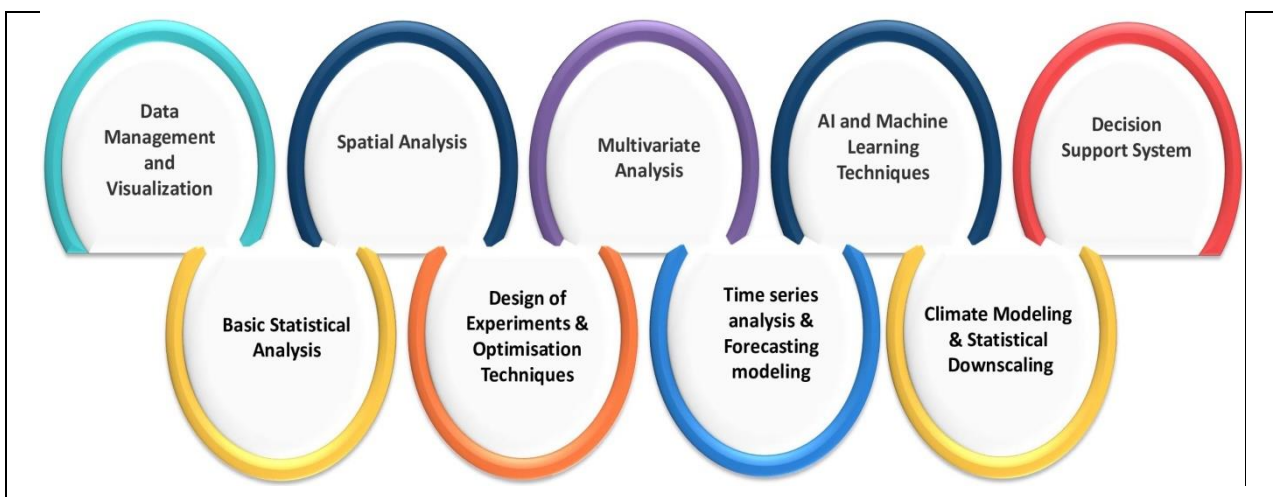 Data
Management
and
Visualization
Spatial Analysis
Multivariate
Analysis
AI and Machine
Learning
Techniques
Decision
Support System
Basic Statistical
Analysis
Design of
Experiments &
Optimisation
Techniques
Time series
analysis &
Forecasting
modeling
Climate Modeling
& Statistical
Downscaling